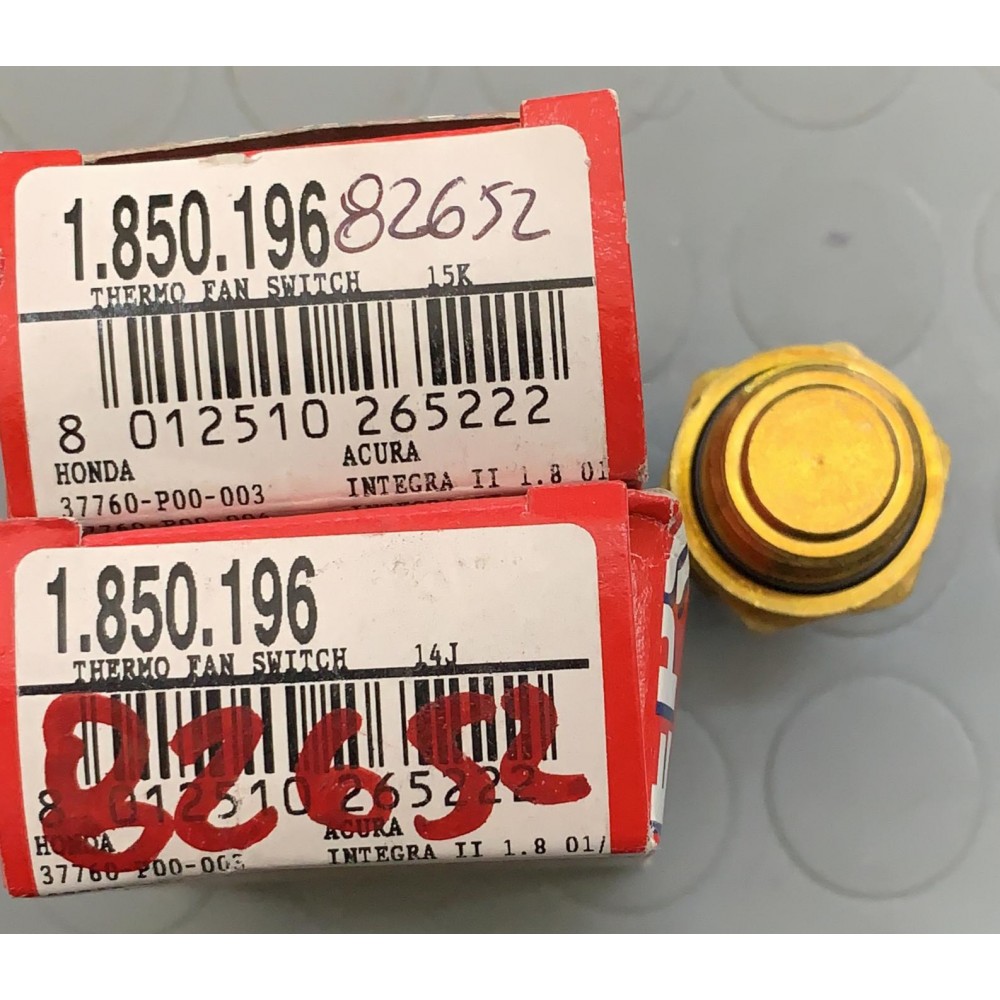 1.850.196 82652
THERMO FAN SWITCH 15K
8 012510 265222
HONDA ACURA
37760-P00-003 INTEGRA II 1.8 01
1.850.196
THERMO FAN SWITCH 14J
82652
8 012510 265222
HONDA ACURA
37760-P00-003 INTEGRA II 1.8 01/